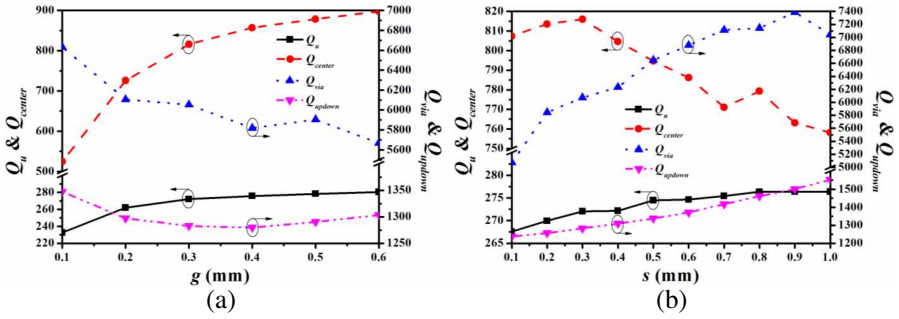 (a)
Q_u & Q_center
900
800
700
600
500
280
260
240
220
7000
6800
6600
6400
6200
6000
5800
5600
1350
1300
1250
Q_via & Q_updown
Q_u
Q_center
Q_via
Q_updown
0.1 0.2 0.3 0.4 0.5 0.6
g (mm)
(a)
(b)
Q_u & Q_center
820
810
800
790
780
770
760
750
280
275
270
265
7400
7200
7000
6800
6600
6400
6200
6000
5800
5600
5400
5200
5000
1500
1400
1300
1200
Q_via & Q_updown
Q_u
Q_center
Q_via
Q_updown
0.1 0.2 0.3 0.4 0.5 0.6 0.7 0.8 0.9 1.0
s (mm)
(b)